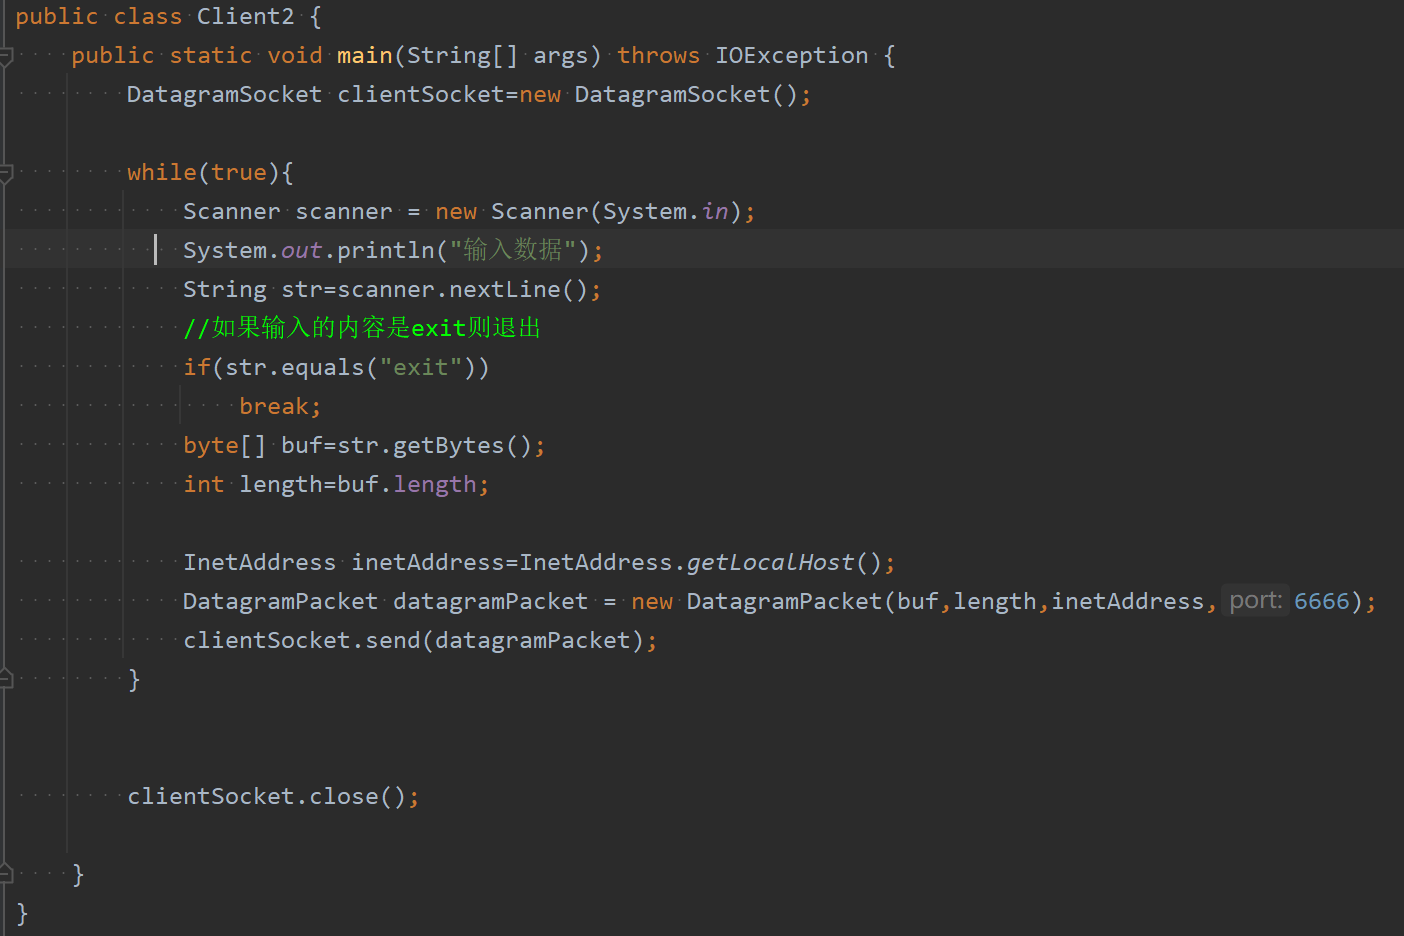 public class Client2 {
public static void main(String[] args) throws IOException {
DatagramSocket clientSocket=new DatagramSocket();
while(true){
Scanner scanner = new Scanner(System.in);
System.out.println("输入数据");
String str=scanner.nextLine();
//如果输入的内容是exit则退出
if(str.equals("exit"))
break;
byte[] buf=str.getBytes();
int length=buf.length;
InetAddress inetAddress=InetAddress.getLocalHost();
DatagramPacket datagramPacket = new DatagramPacket(buf,length,inetAddress, port: 6666);
clientSocket.send(datagramPacket);
}
clientSocket.close();
}
}